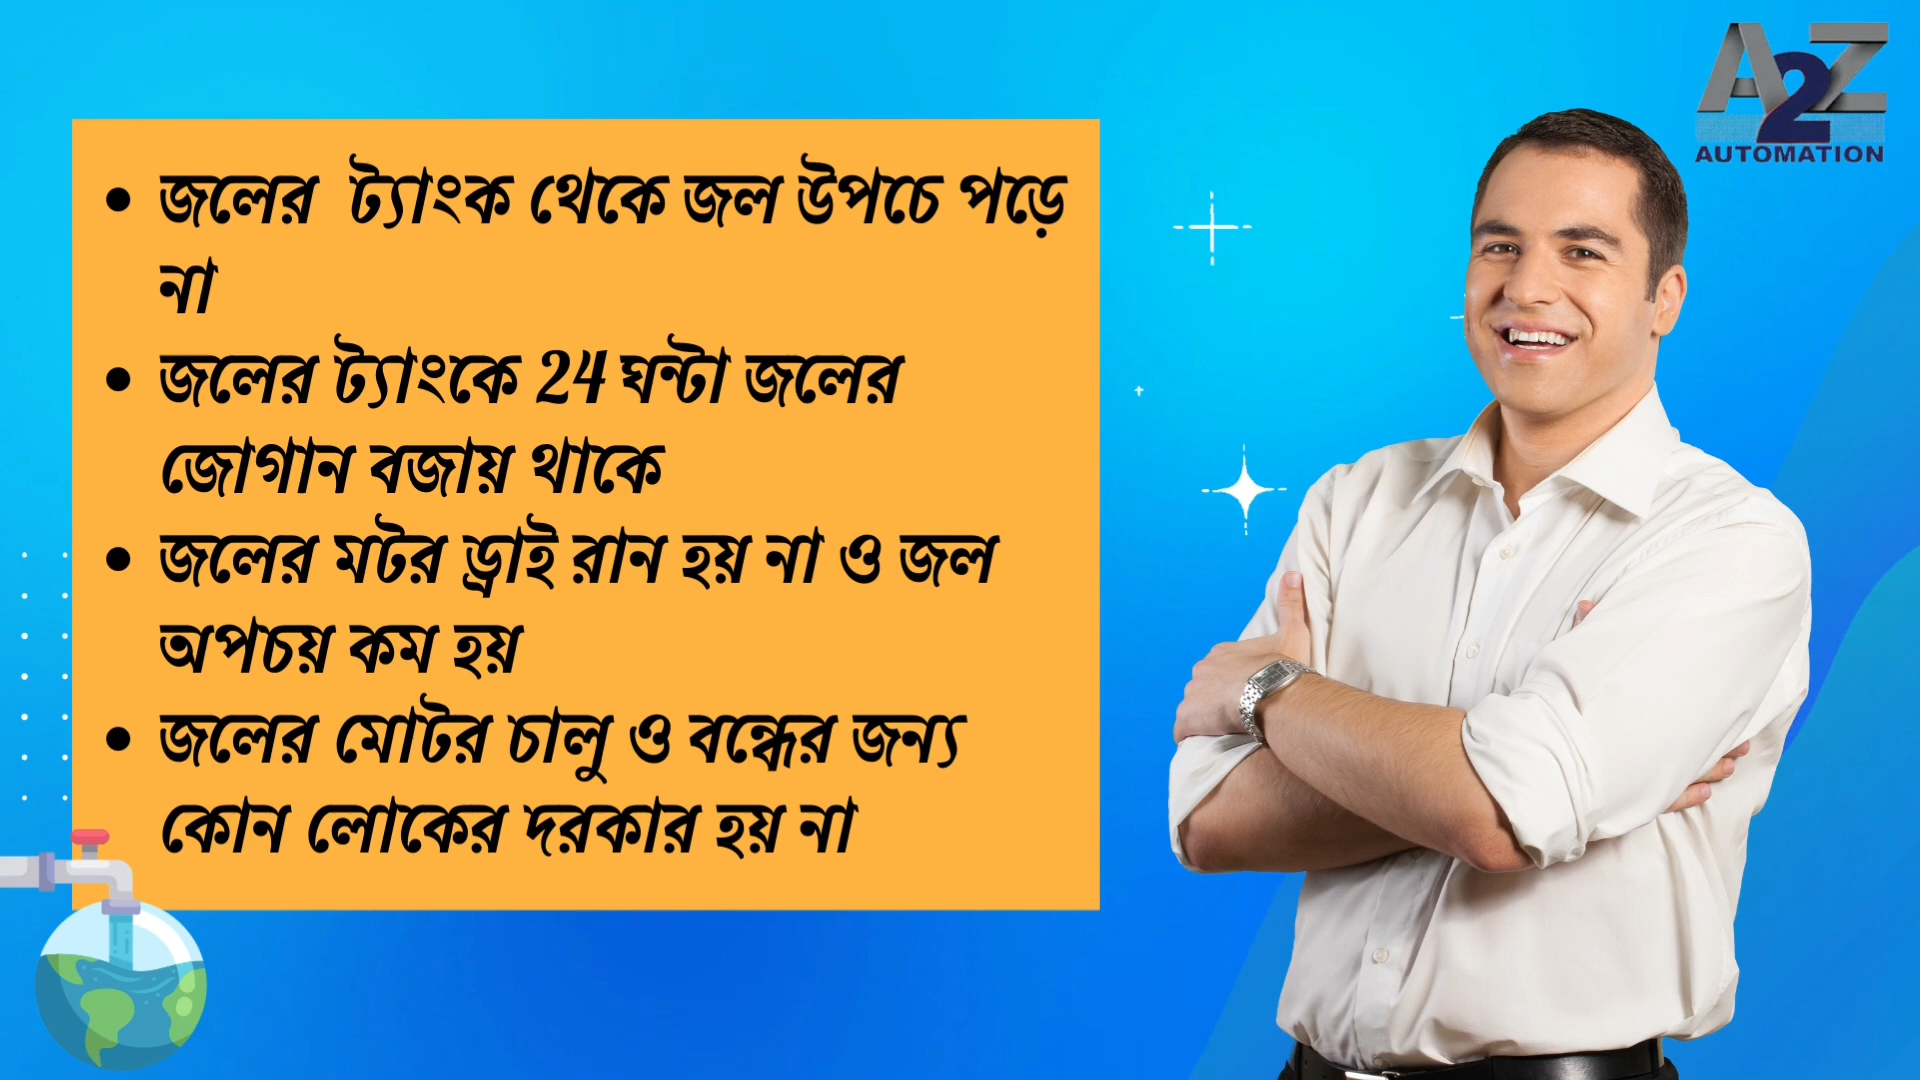 A2Z
AUTOMATION
জলের ট্যাংক থেকে জল উপচে পড়ে
না
জলের ট্যাংকে 24 ঘন্টা জলের
জোগান বজায় থাকে
জলের মটর ড্রাই রান হয় না ও জল
অপচয় কম হয়
জলের মোটর চালু ও বন্ধের জন্য
কোন লোকের দরকার হয় না